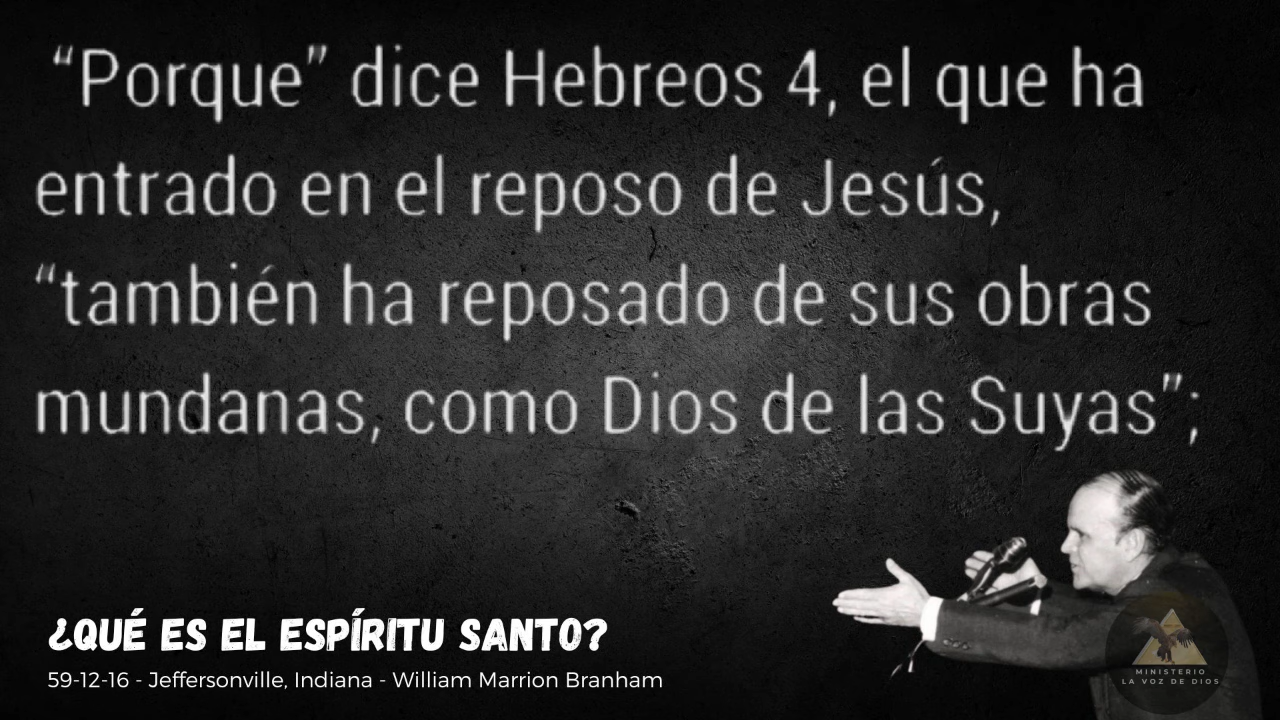 “Porque” dice Hebreos 4, el que ha
entrado en el reposo de Jesús,
“también ha reposado de sus obras
mundanas, como Dios de las Suyas”;
¿QUÉ ES EL ESPÍRITU SANTO?
59-12-16 - Jeffersonville, Indiana - William Marrion Branham
MINISTERIO
LA VOZ DE DIOS